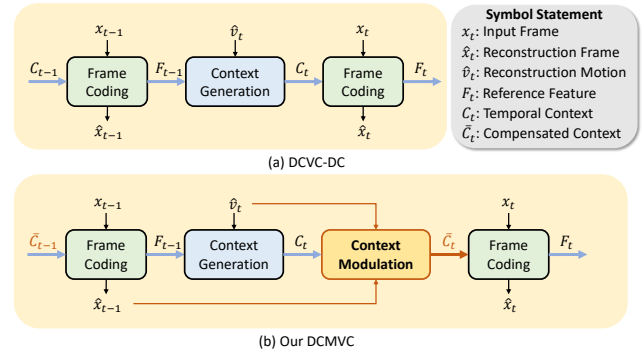 x_{t−1}
v̂_t
x_t
C_{t−1}
Frame
Coding
F_{t−1}
Context
Generation
C_t
Frame
Coding
F_t
x̂_{t−1}
x̂_t
(a) DCVC-DC
Symbol Statement
x_t: Input Frame
x̂_t: Reconstruction Frame
v̂_t: Reconstruction Motion
F_t: Reference Feature
C_t: Temporal Context
C̄_t: Compensated Context
x_{t−1}
v̂_t
x_t
C̄_{t−1}
Frame
Coding
F_{t−1}
Context
Generation
C_t
Context
Modulation
C̄_t
Frame
Coding
F_t
x̂_{t−1}
x̂_t
(b) Our DCMVC